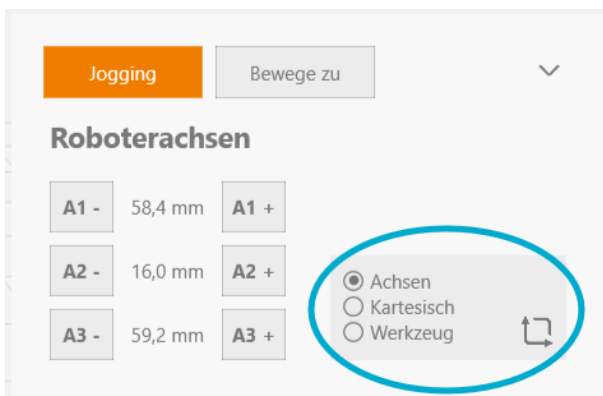 Jogging Bewege zu
Roboterachsen
A1 - 58,4 mm A1 +
A2 - 16,0 mm A2 +
A3 - 59,2 mm A3 +
Achsen
Kartesisch
Werkzeug